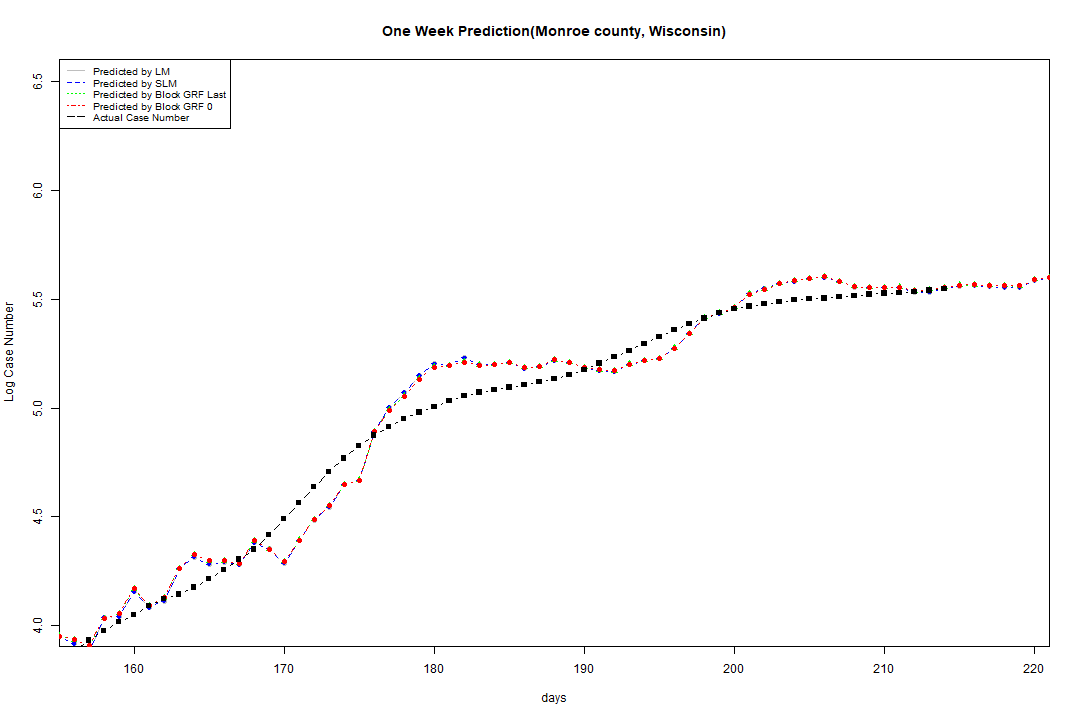 One Week Prediction(Monroe county, Wisconsin)
Predicted by LM
Predicted by SLM
Predicted by Block GRF Last
Predicted by Block GRF 0
Actual Case Number
6.5
6.0
5.5
5.0
4.5
4.0
Log Case Number
160 170 180 190 200 210 220
days